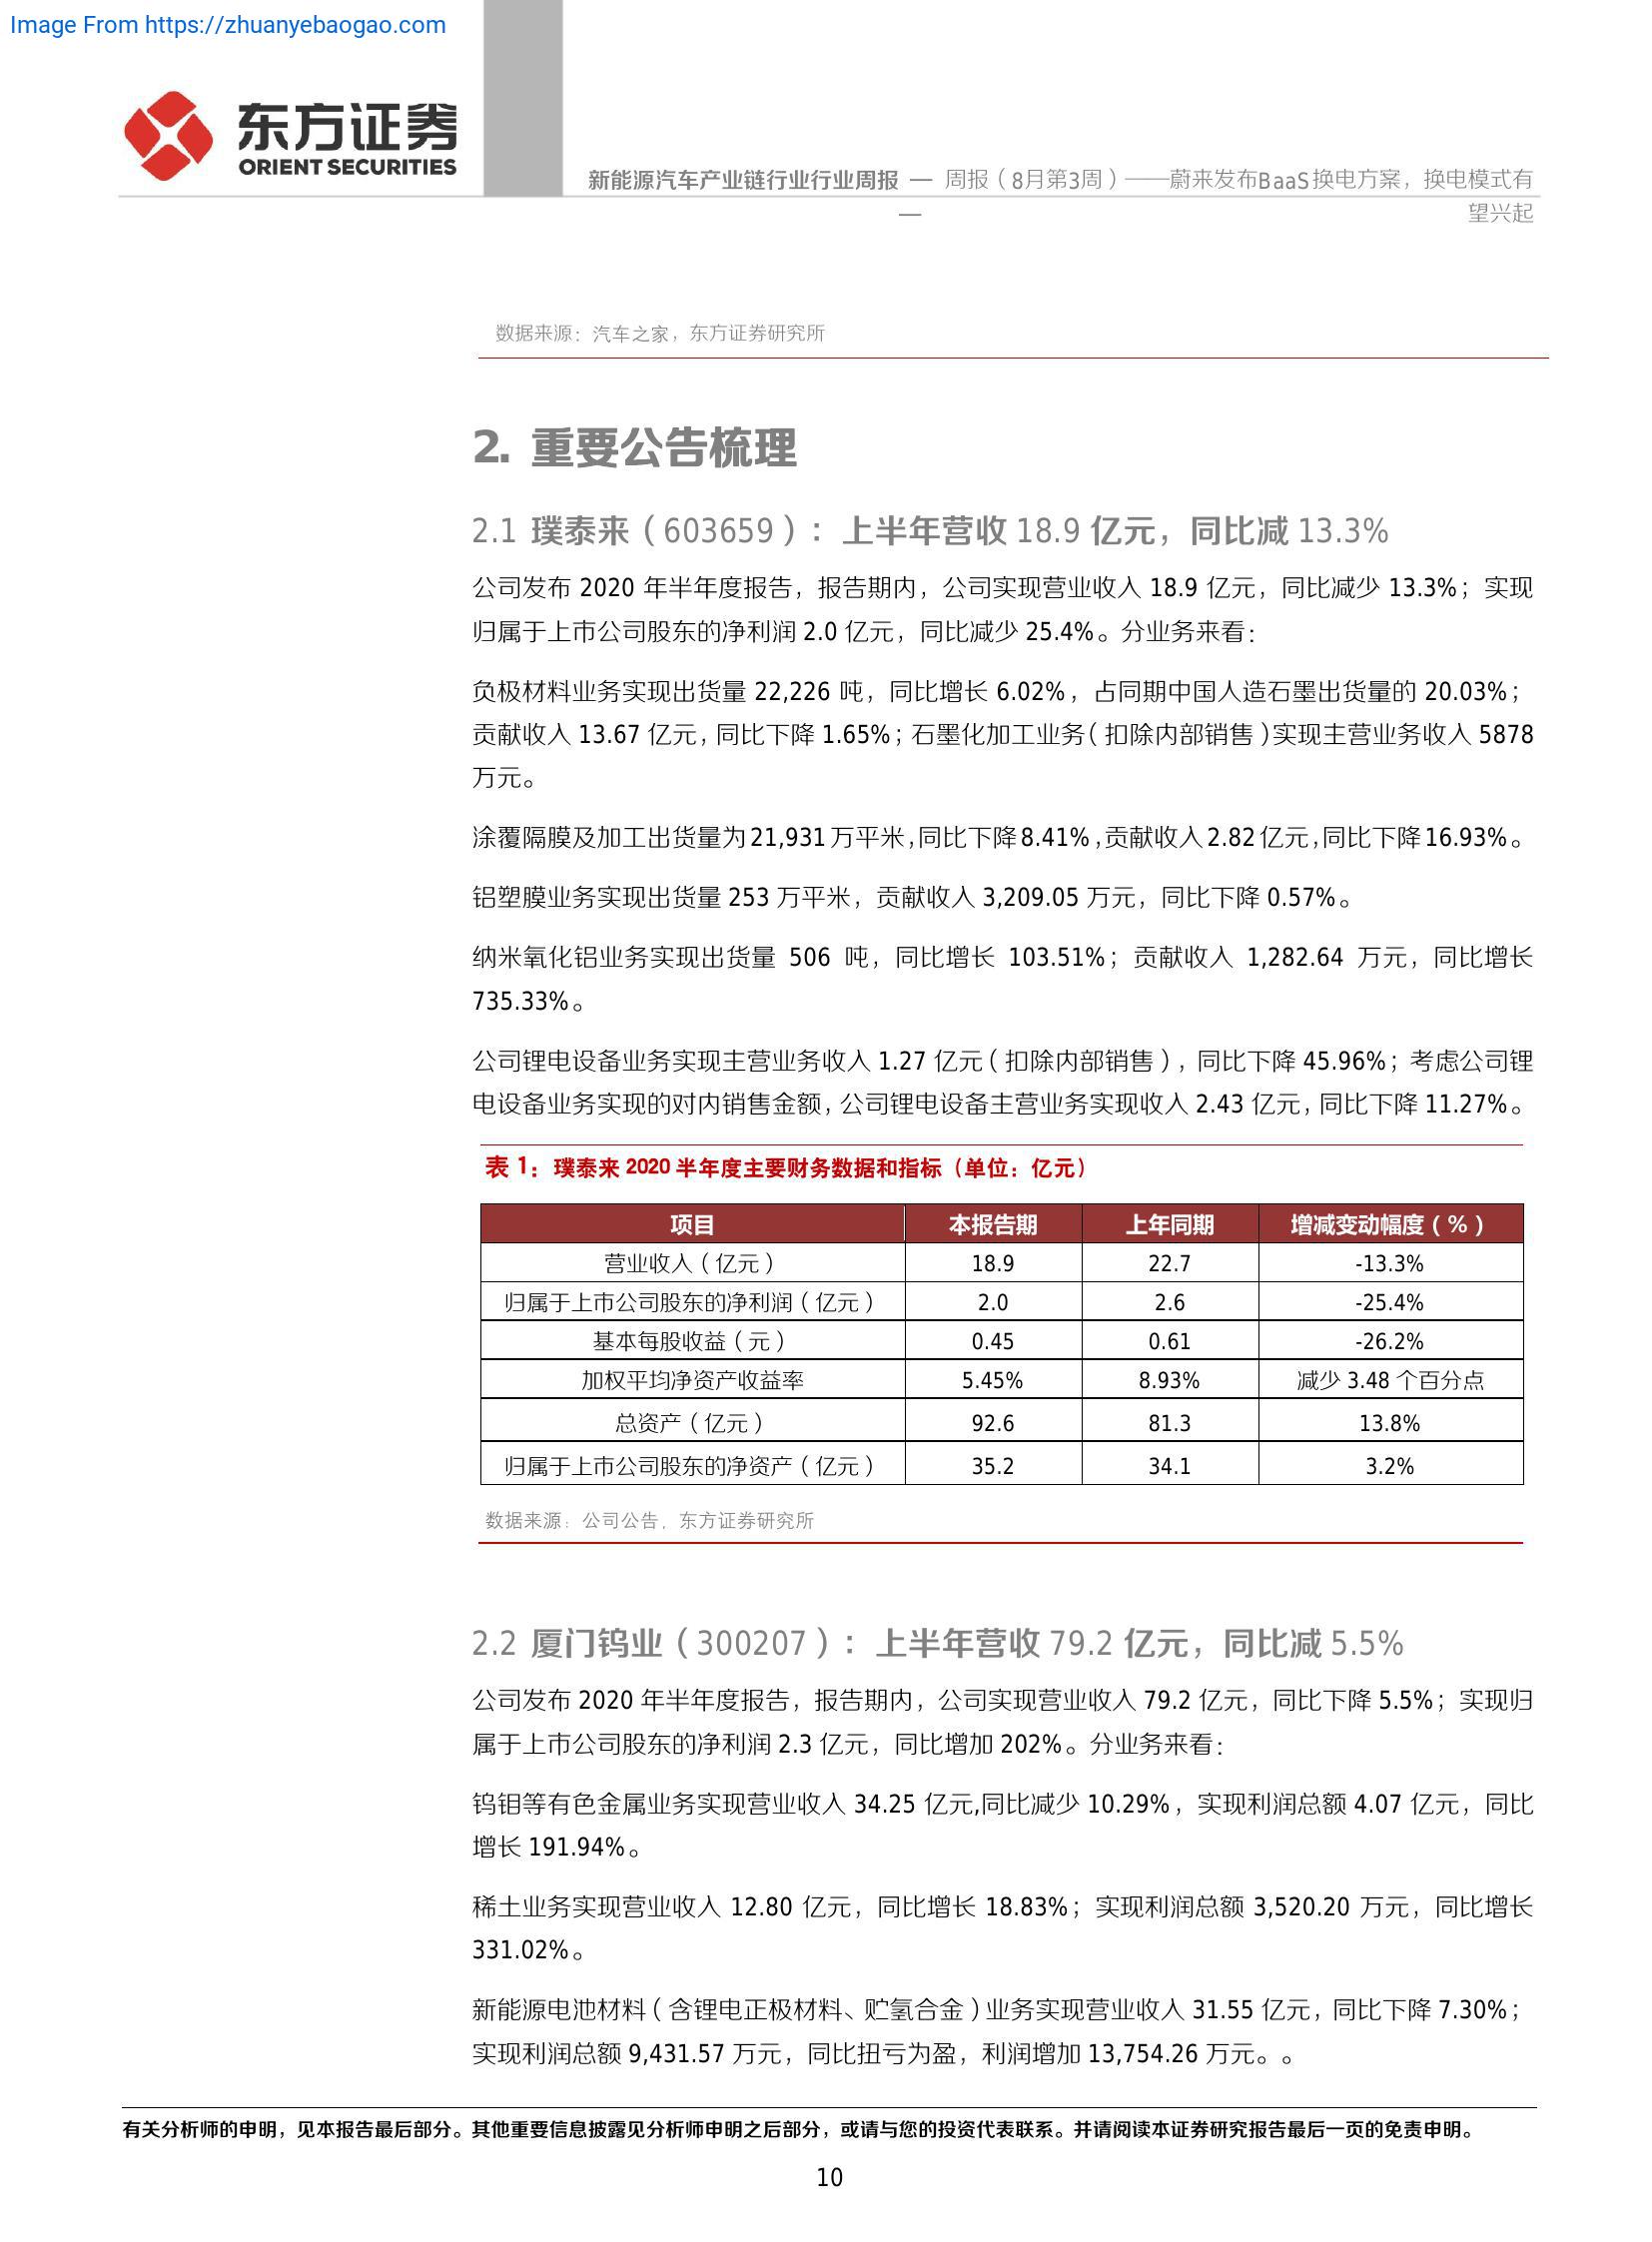 Image From https://zhuanyebaogao.com
东方证券
ORIENT SECURITIES
新能源汽车产业链行业行业周报 — 周报（8月第3周）——蔚来发布BaaS换电方案，换电模式有
— 望兴起
数据来源：汽车之家，东方证券研究所
2. 重要公告梳理
2.1 璞泰来（603659）：上半年营收 18.9 亿元，同比减 13.3%
公司发布 2020 年半年度报告，报告期内，公司实现营业收入 18.9 亿元，同比减少 13.3%；实现
归属于上市公司股东的净利润 2.0 亿元，同比减少 25.4%。分业务来看：
负极材料业务实现出货量 22,226 吨，同比增长 6.02%，占同期中国人造石墨出货量的 20.03%；
贡献收入 13.67 亿元，同比下降 1.65%；石墨化加工业务（扣除内部销售）实现主营业务收入 5878
万元。
涂覆隔膜及加工出货量为21,931万平米，同比下降8.41%，贡献收入2.82亿元，同比下降16.93%。
铝塑膜业务实现出货量 253 万平米，贡献收入 3,209.05 万元，同比下降 0.57%。
纳米氧化铝业务实现出货量 506 吨，同比增长 103.51%；贡献收入 1,282.64 万元，同比增长
735.33%。
公司锂电设备业务实现主营业务收入 1.27 亿元（扣除内部销售），同比下降 45.96%；考虑公司锂
电设备业务实现的对内销售金额，公司锂电设备主营业务实现收入 2.43 亿元，同比下降 11.27%。
表 1：璞泰来 2020 半年度主要财务数据和指标（单位：亿元）
项目 本报告期 上年同期 增减变动幅度（%）
营业收入（亿元） 18.9 22.7 -13.3%
归属于上市公司股东的净利润（亿元） 2.0 2.6 -25.4%
基本每股收益（元） 0.45 0.61 -26.2%
加权平均净资产收益率 5.45% 8.93% 减少 3.48 个百分点
总资产（亿元） 92.6 81.3 13.8%
归属于上市公司股东的净资产（亿元） 35.2 34.1 3.2%
数据来源：公司公告，东方证券研究所
2.2 厦门钨业（300207）：上半年营收 79.2 亿元，同比减 5.5%
公司发布 2020 年半年度报告，报告期内，公司实现营业收入 79.2 亿元，同比下降 5.5%；实现归
属于上市公司股东的净利润 2.3 亿元，同比增加 202%。分业务来看：
钨钼等有色金属业务实现营业收入 34.25 亿元,同比减少 10.29%，实现利润总额 4.07 亿元，同比
增长 191.94%。
稀土业务实现营业收入 12.80 亿元，同比增长 18.83%；实现利润总额 3,520.20 万元，同比增长
331.02%。
新能源电池材料（含锂电正极材料、贮氢合金）业务实现营业收入 31.55 亿元，同比下降 7.30%；
实现利润总额 9,431.57 万元，同比扭亏为盈，利润增加 13,754.26 万元。。
有关分析师的申明，见本报告最后部分。其他重要信息披露见分析师申明之后部分，或请与您的投资代表联系。并请阅读本证券研究报告最后一页的免责申明。
10